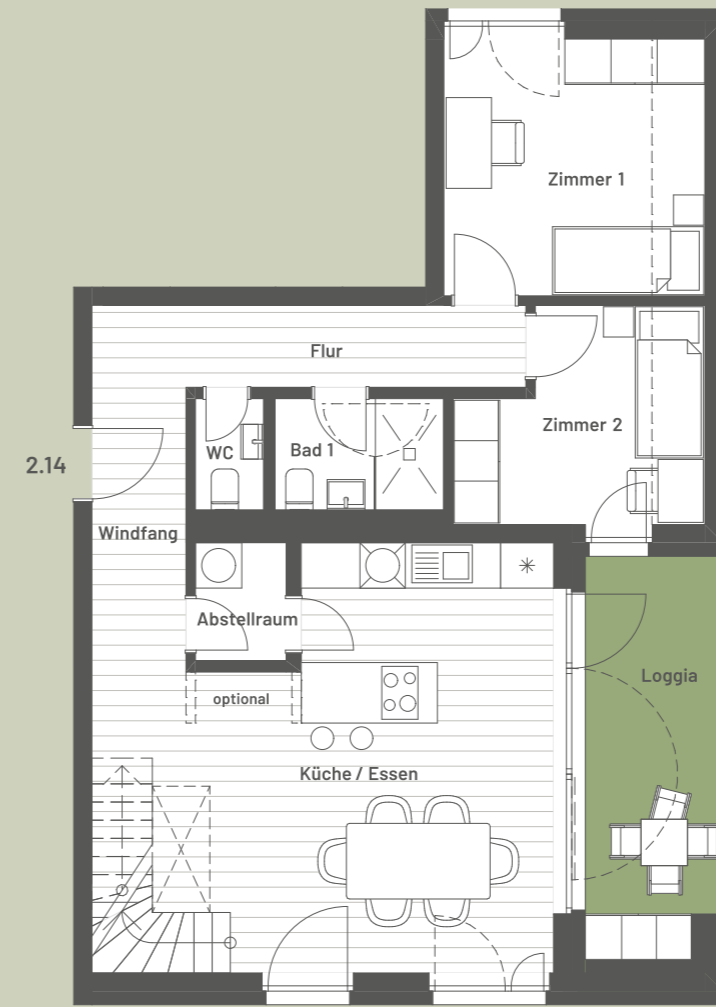 Zimmer 1
Flur
Zimmer 2
WC
Bad 1
2.14
Windfang
Abstellraum
Loggia
optional
Küche / Essen